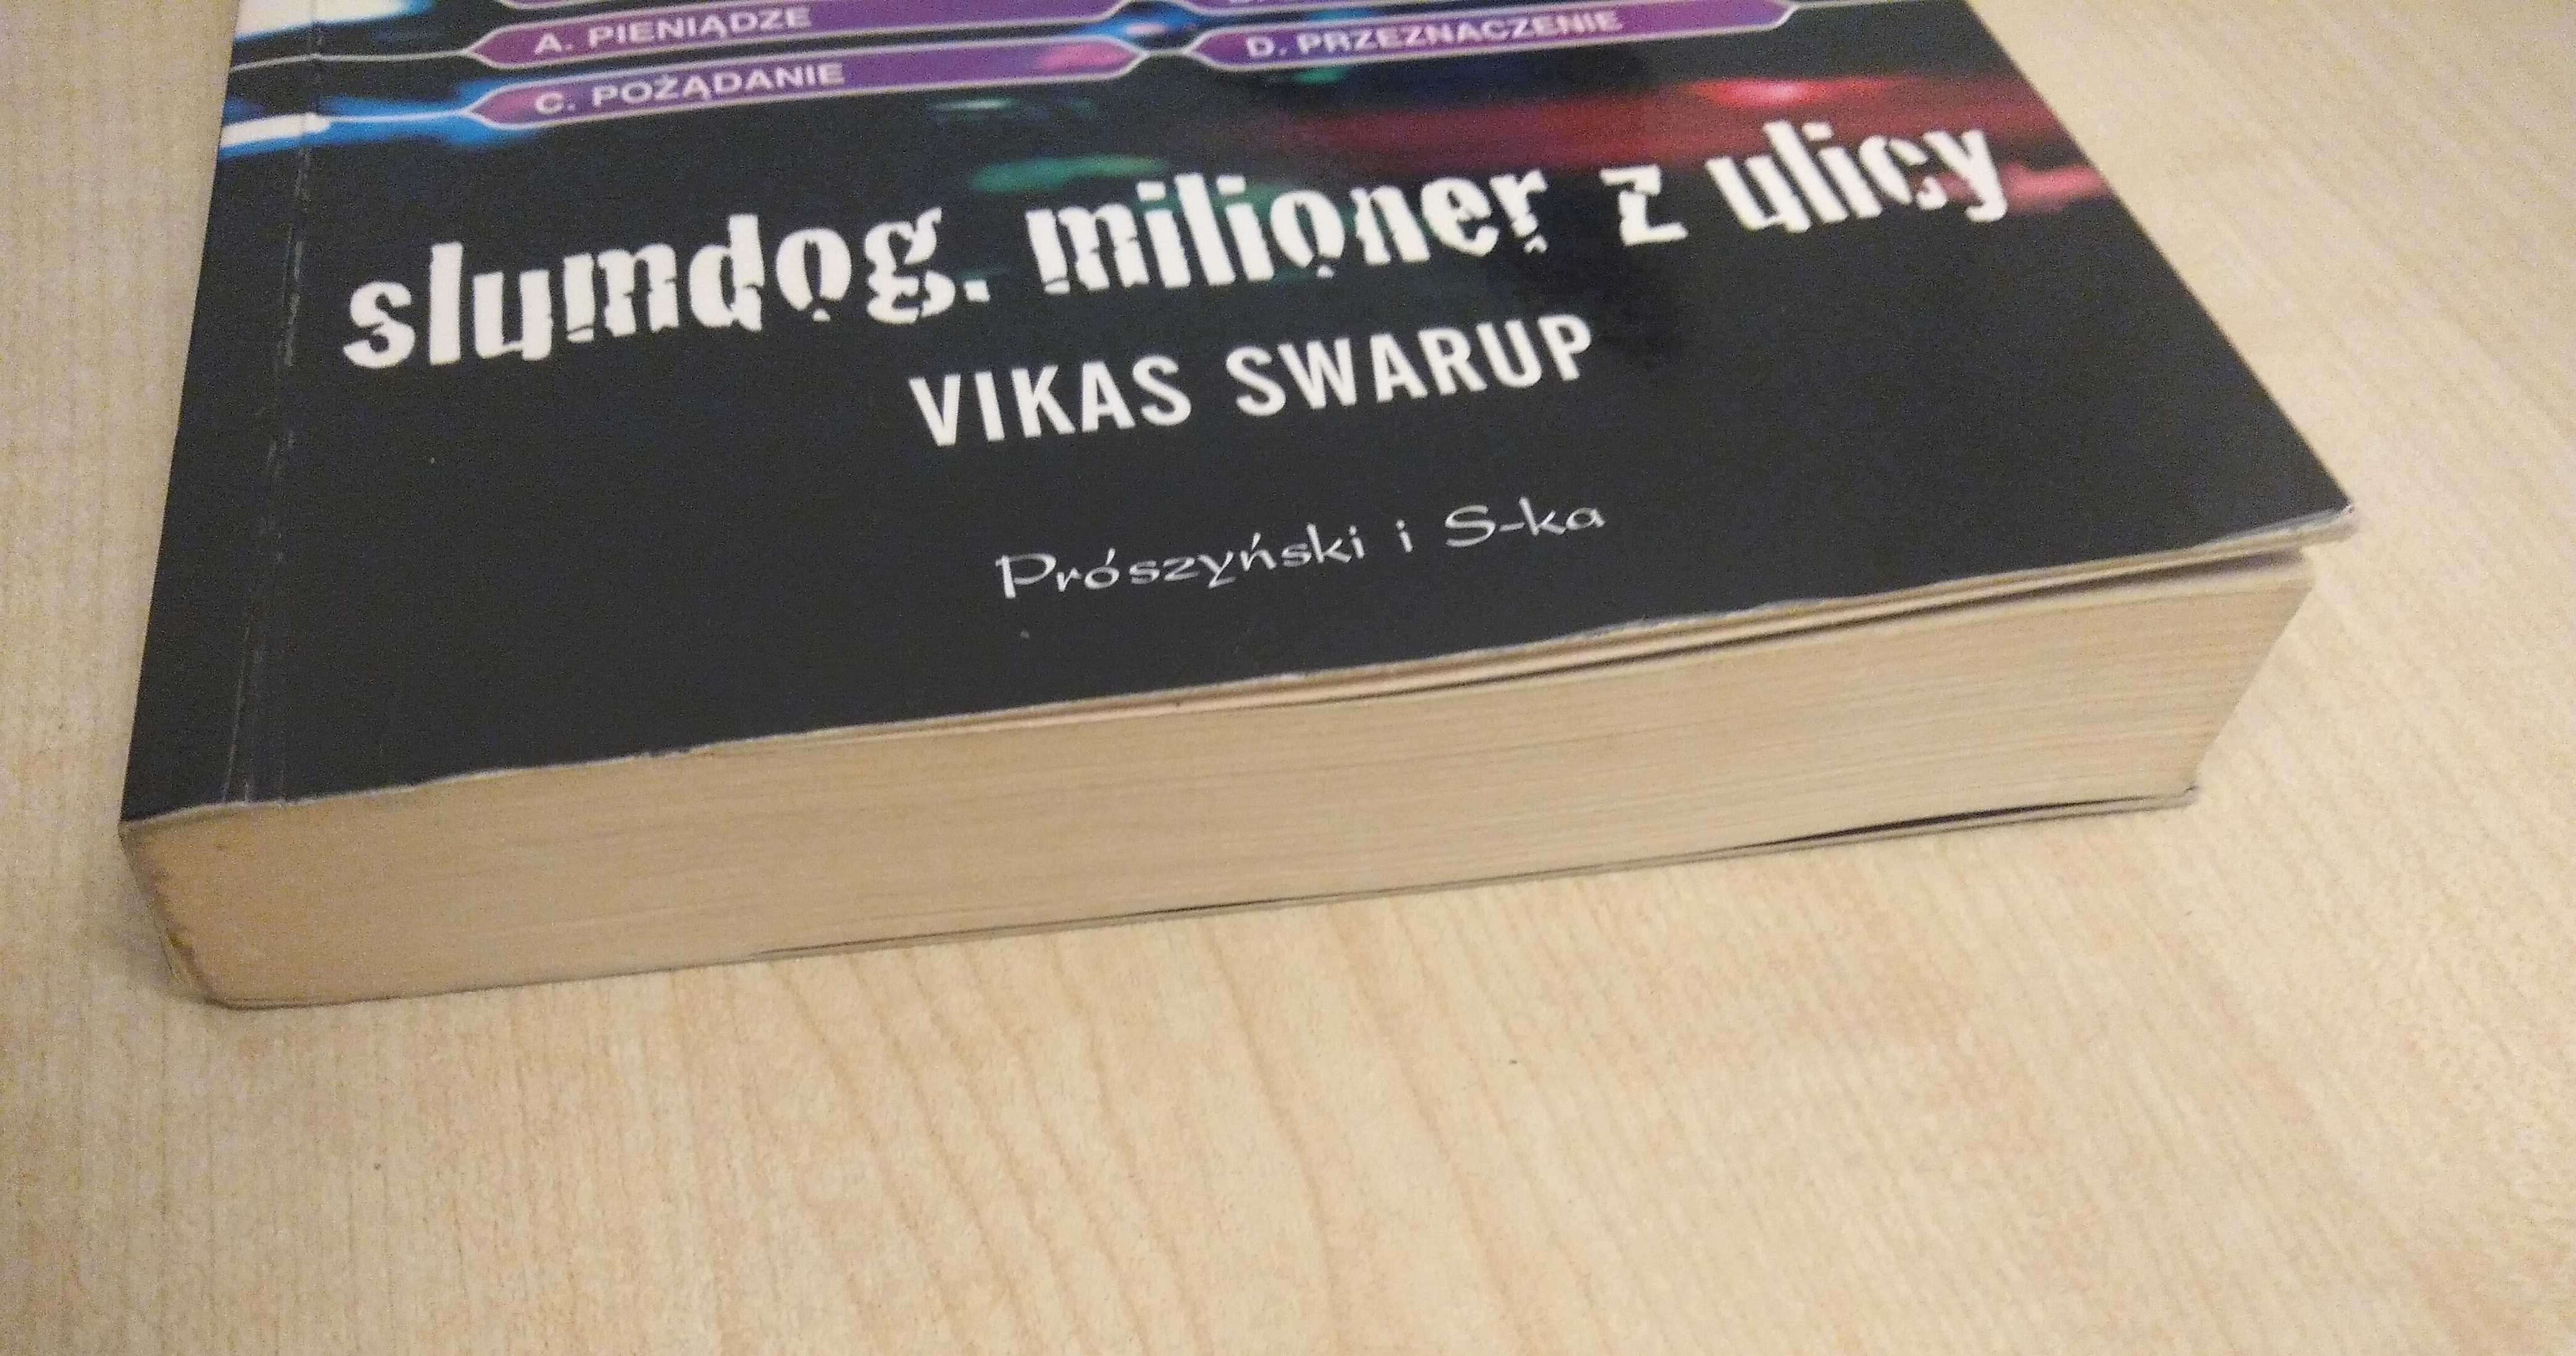 A. PIENIĄDZE
D. PRZEZNACZENIE
C. POŻĄDANIE
slumdog. milioner z ulicy
VIKAS SWARUP
Prószyński i S-ka